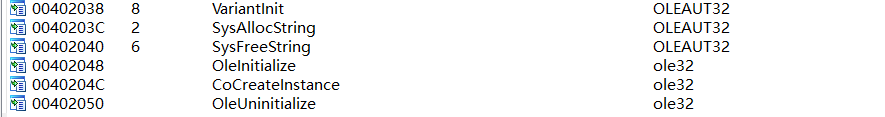 00402038 8 VariantInit OLEAUT32
0040203C 2 SysAllocString OLEAUT32
00402040 6 SysFreeString OLEAUT32
00402048 OleInitialize ole32
0040204C CoCreateInstance ole32
00402050 OleUninitialize ole32